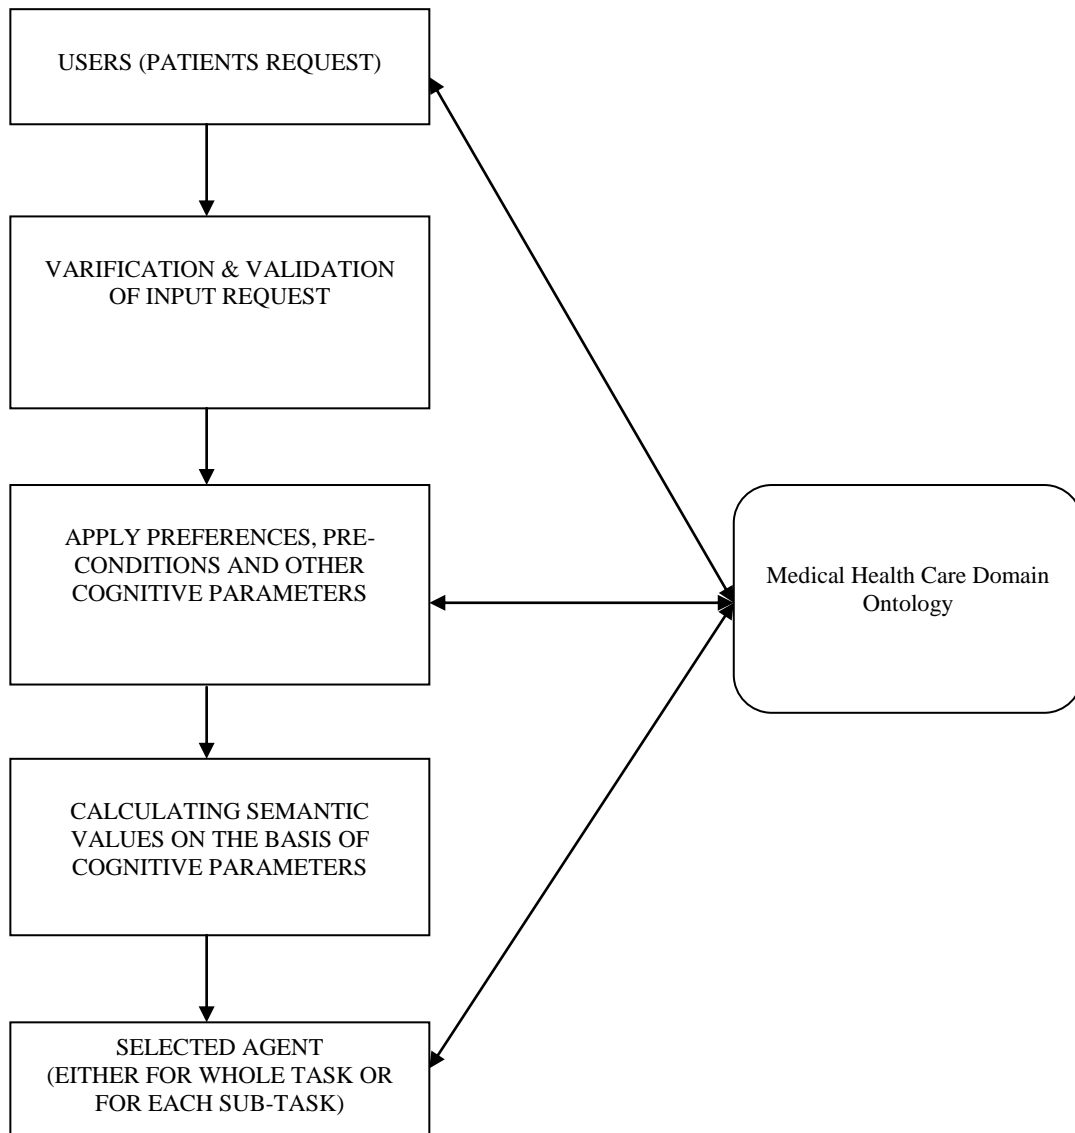 USERS (PATIENTS REQUEST)
VARIFICATION & VALIDATION
OF INPUT REQUEST
APPLY PREFERENCES, PRE-
CONDITIONS AND OTHER
COGNITIVE PARAMETERS
Medical Health Care Domain
Ontology
CALCULATING SEMANTIC
VALUES ON THE BASIS OF
COGNITIVE PARAMETERS
SELECTED AGENT
(EITHER FOR WHOLE TASK OR
FOR EACH SUB-TASK)